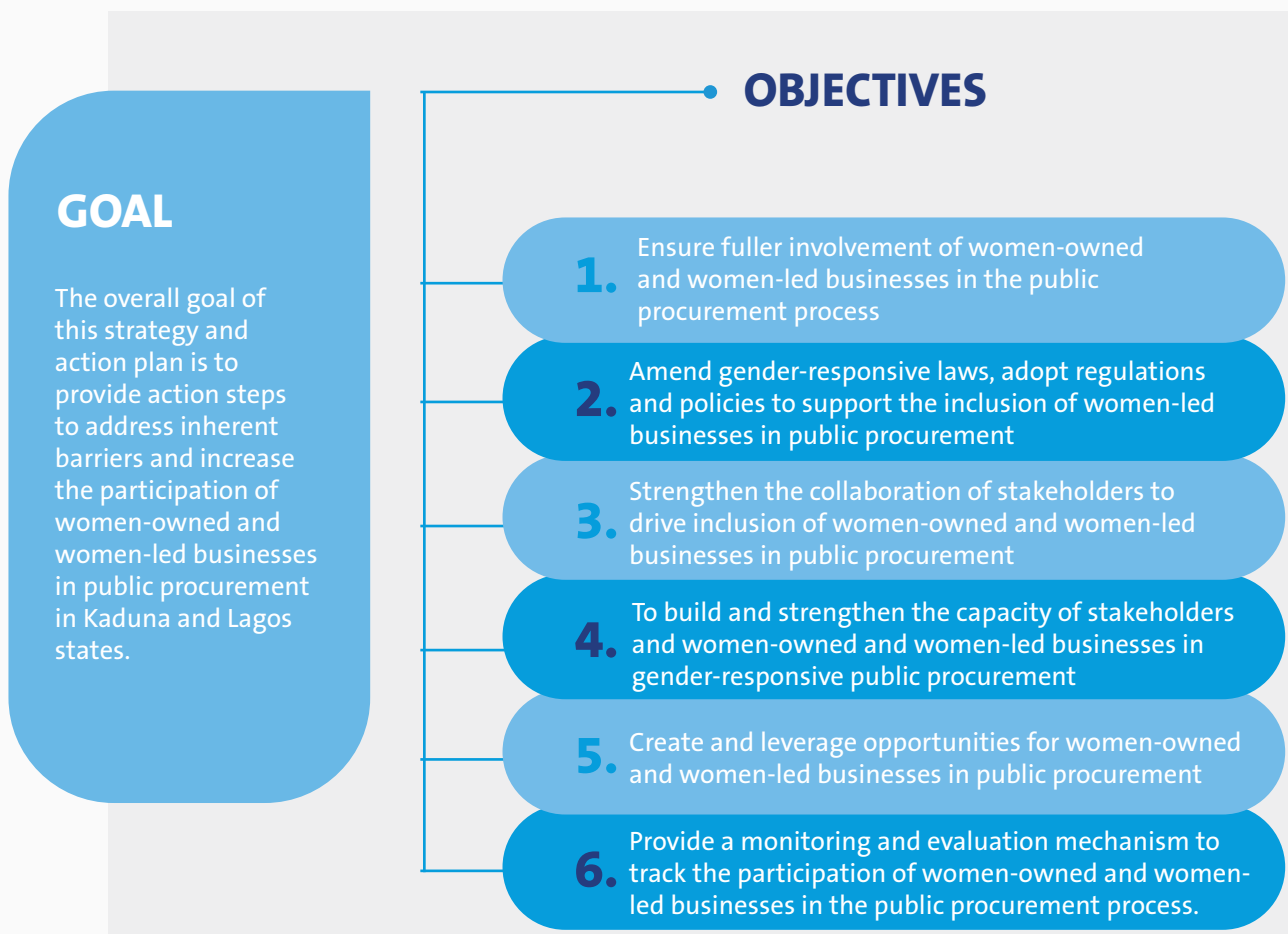 GOAL
The overall goal of
this strategy and
action plan is to
provide action steps
to address inherent
barriers and increase
the participation of
women-owned and
women-led businesses
in public procurement
in Kaduna and Lagos
states.
OBJECTIVES
1. Ensure fuller involvement of women-owned
and women-led businesses in the public
procurement process
2. Amend gender-responsive laws, adopt regulations
and policies to support the inclusion of women-led
businesses in public procurement
3. Strengthen the collaboration of stakeholders to
drive inclusion of women-owned and women-led
businesses in public procurement
4. To build and strengthen the capacity of stakeholders
and women-owned and women-led businesses in
gender-responsive public procurement
5. Create and leverage opportunities for women-owned
and women-led businesses in public procurement
6. Provide a monitoring and evaluation mechanism to
track the participation of women-owned and women-
led businesses in the public procurement process.